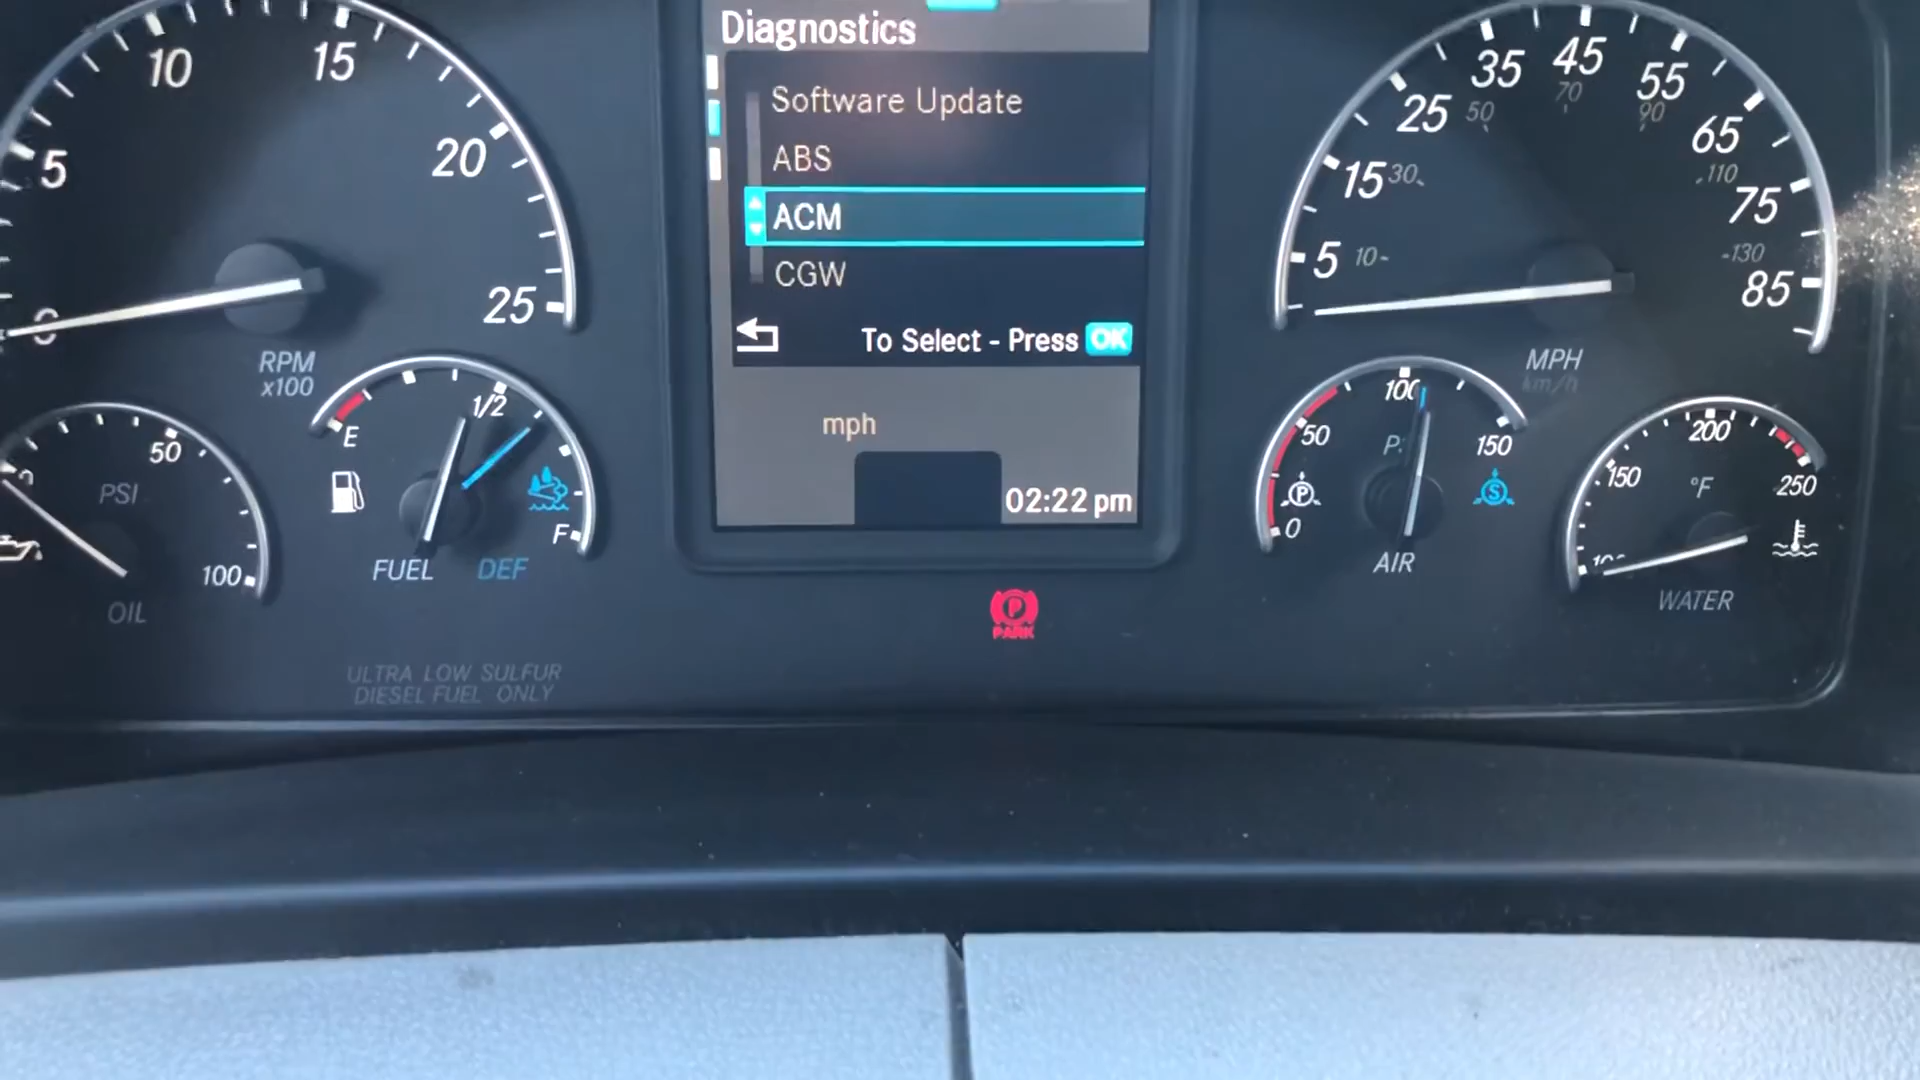 Diagnostics
Software Update
ABS
ACM
CGW
To Select - Press OK
mph
02:22 pm
5
10
15
20
25
RPM
x100
50
PSI
100
OIL
E
1/2
F
FUEL
DEF
ULTRA LOW SULFUR
DIESEL FUEL ONLY
P
PARK
5
15
25
35
45
55
65
75
85
10
30
50
70
90
110
130
MPH
km/h
0
50
100
150
P
S
AIR
150
200
250
°F
WATER